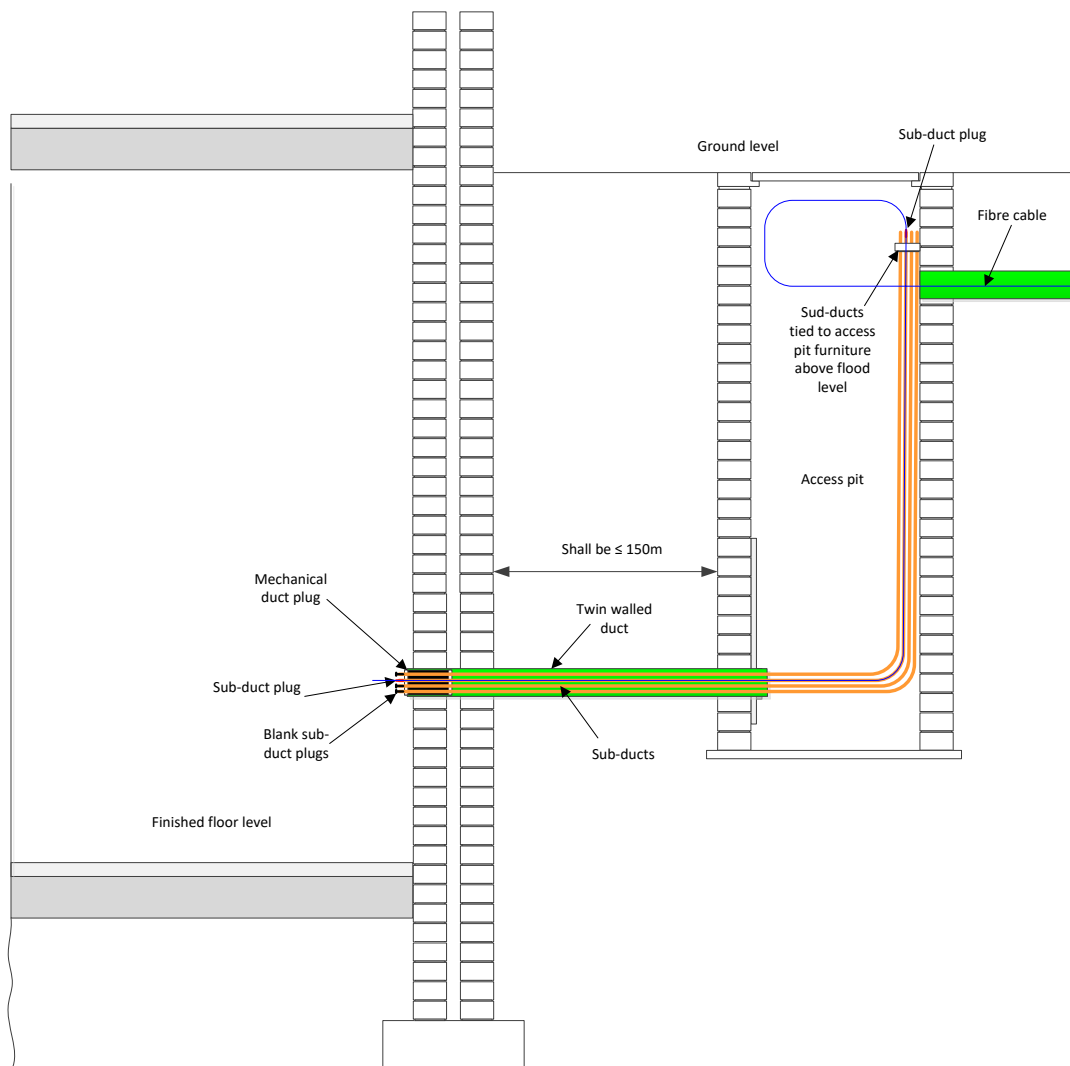 Sub-duct plug
Ground level
Fibre cable
Sud-ducts
tied to access
pit furniture
above flood
level
Access pit
Shall be ≤ 150m
Mechanical
duct plug
Twin walled
duct
Sub-duct plug
Blank sub-
duct plugs
Sub-ducts
Finished floor level